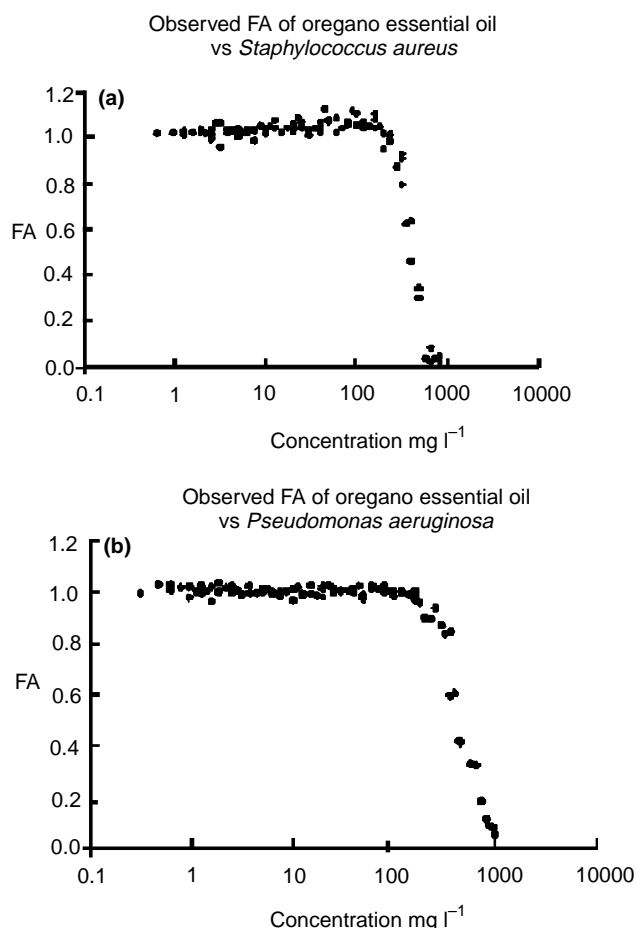 Observed FA of oregano essential oil
vs Staphylococcus aureus
(a)
1.2
1.0
0.8
FA 0.6
0.4
0.2
0.0
0.1 1 10 100 1000 10000
Concentration mg l⁻¹
Observed FA of oregano essential oil
vs Pseudomonas aeruginosa
(b)
1.2
1.0
0.8
FA
0.6
0.4
0.2
0.0
0.1 1 10 100 1000 10000
Concentration mg l⁻¹